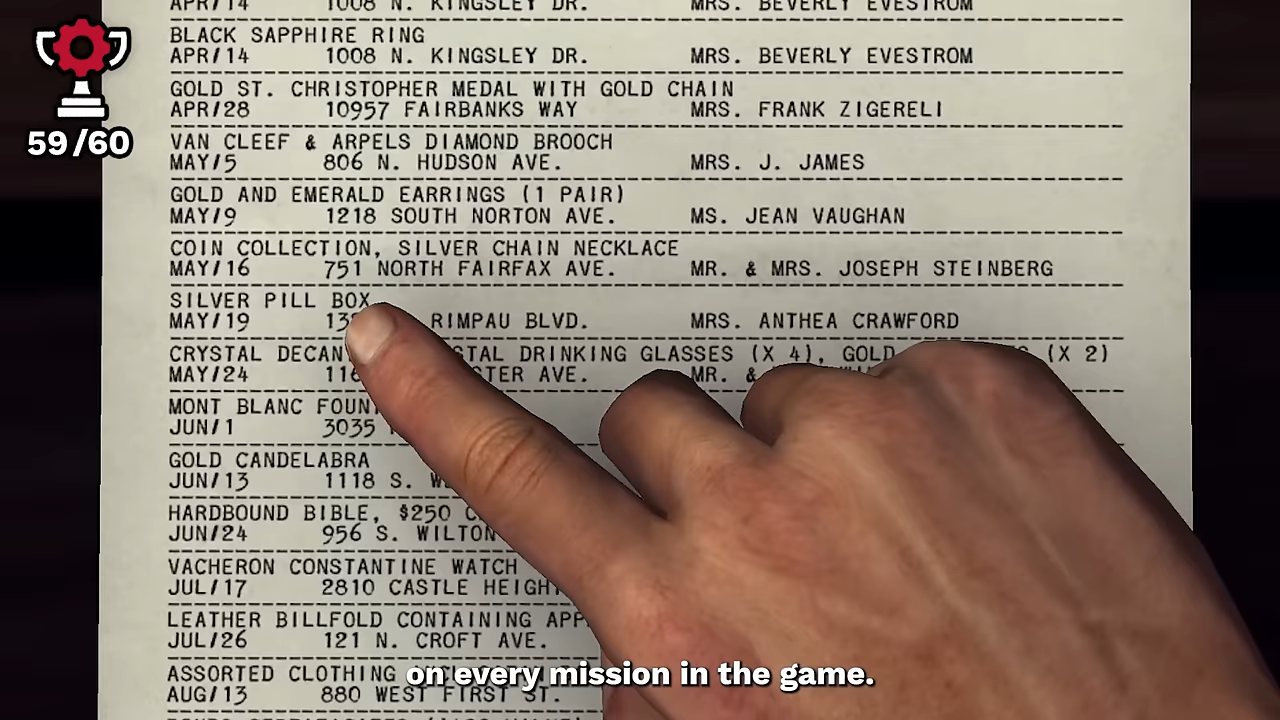 APR/14 1008 N. KINGSLEY DR. MRS. BEVERLY EVESTROM
BLACK SAPPHIRE RING
APR/14 1008 N. KINGSLEY DR. MRS. BEVERLY EVESTROM
GOLD ST. CHRISTOPHER MEDAL WITH GOLD CHAIN
APR/28 10957 FAIRBANKS WAY MRS. FRANK ZIGERELI
VAN CLEEF & ARPELS DIAMOND BROOCH
MAY/5 806 N. HUDSON AVE. MRS. J. JAMES
GOLD AND EMERALD EARRINGS (1 PAIR)
MAY/9 1218 SOUTH NORTON AVE. MS. JEAN VAUGHAN
COIN COLLECTION, SILVER CHAIN NECKLACE
MAY/16 751 NORTH FAIRFAX AVE. MR. & MRS. JOSEPH STEINBERG
SILVER PILL BOX
MAY/19 RIMPAU BLVD. MRS. ANTHEA CRAWFORD
CRYSTAL DRINKING GLASSES (X 4), GOLD (X 2)
MAY/24 AVE. MR. &
MONT BLANC
JUN/1 3035
GOLD CANDELABRA
JUN/13 1118 S.
HARDBOUND BIBLE, $250
JUN/24 956 S. WILTON
VACHERON CONSTANTINE WATCH
JUL/17 2810 CASTLE
LEATHER BILLFOLD CONTAINING
JUL/26 121 N. CROFT AVE.
ASSORTED CLOTHING
AUG/13 880 WEST FIRST ST.
59/60
on every mission in the game.